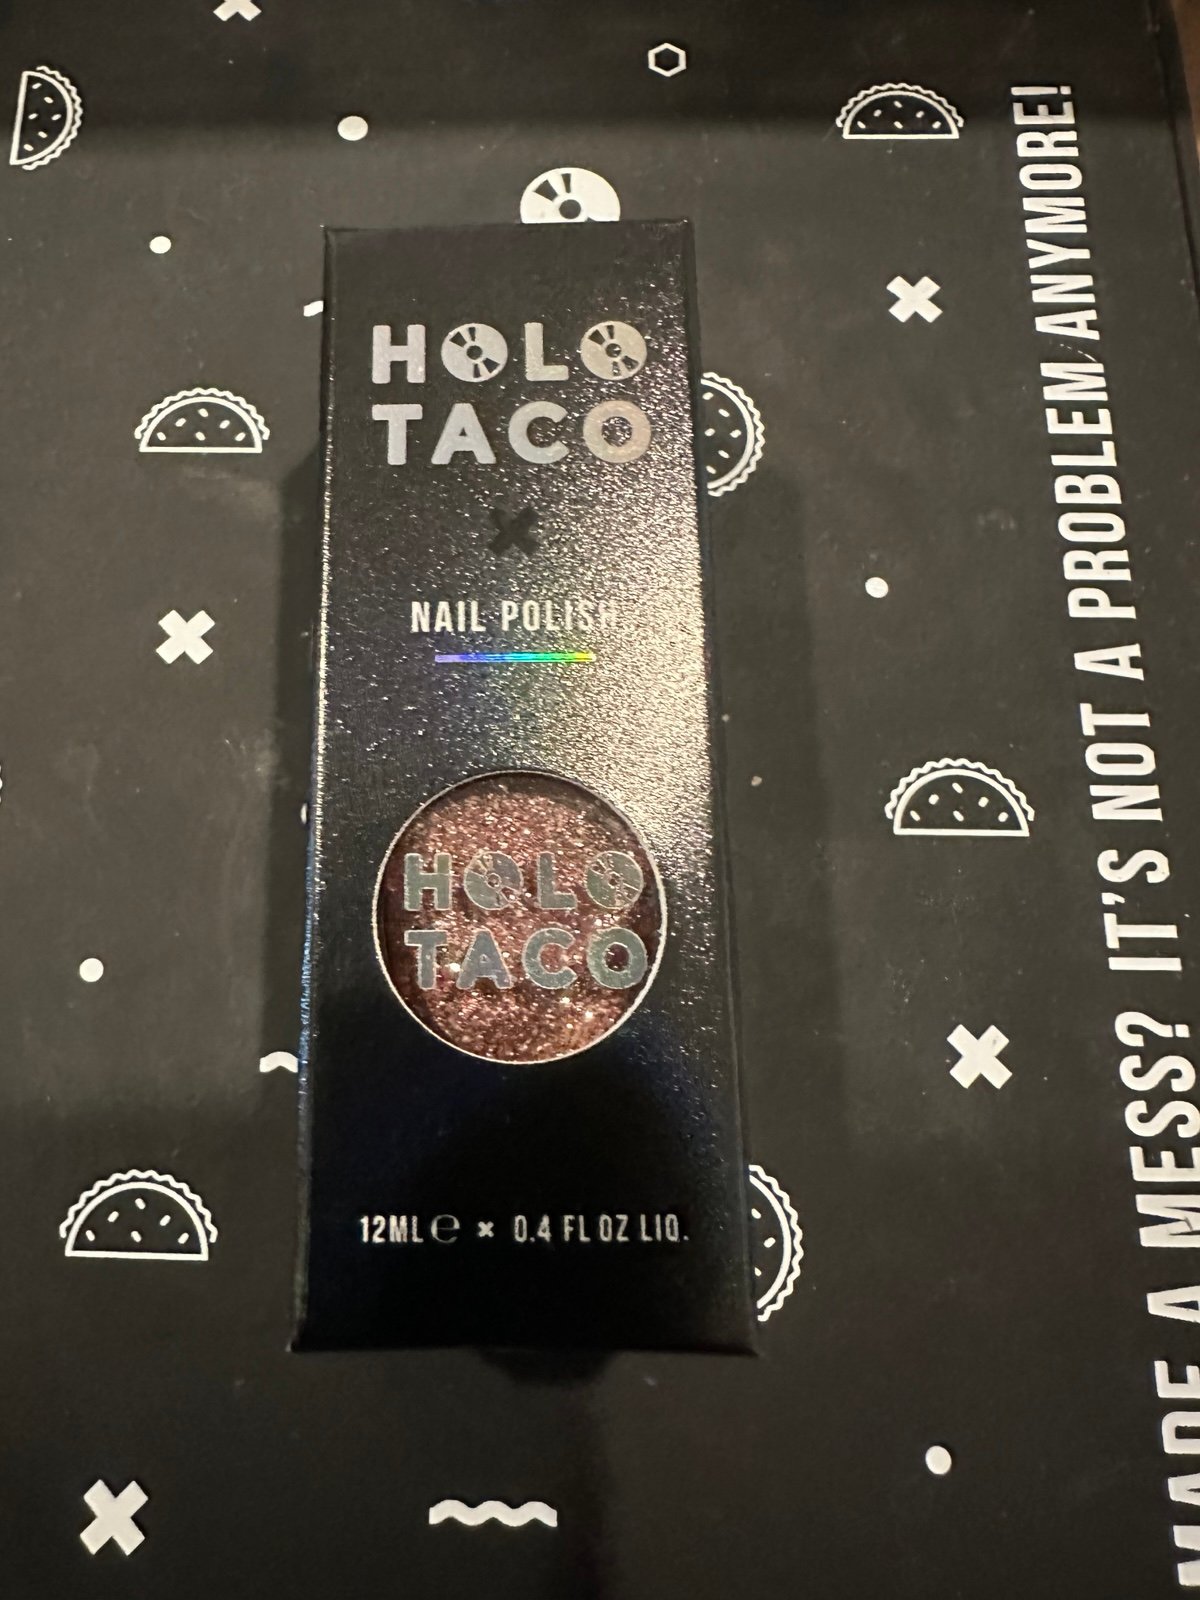 HOLO
TACO
NAIL POLISH
HOLO
TACO
12ML ℮ × 0.4 FL OZ LIQ.
MADE A MESS? IT'S NOT A PROBLEM ANYMORE!